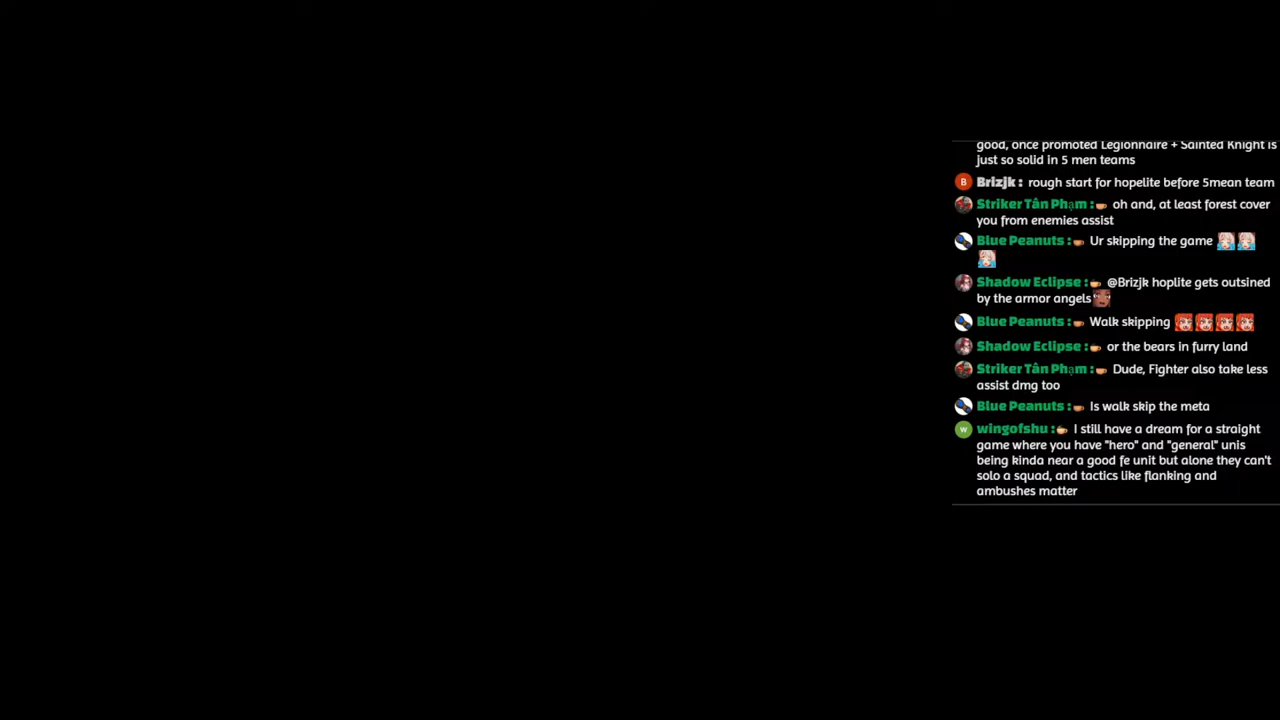 good, once promoted Legionnaire + Sainted Knight is
just so solid in 5 men teams
B Brizjk : rough start for hopelite before 5mean team
Striker Tân Phạm : oh and, at least forest cover
you from enemies assist
Blue Peanuts : Ur skipping the game
Shadow Eclipse : @Brizjk hoplite gets outsined
by the armor angels
Blue Peanuts : Walk skipping
Shadow Eclipse : or the bears in furry land
Striker Tân Phạm : Dude, Fighter also take less
assist dmg too
Blue Peanuts : Is walk skip the meta
w wingofshu : I still have a dream for a straight
game where you have "hero" and "general" unis
being kinda near a good fe unit but alone they can't
solo a squad, and tactics like flanking and
ambushes matter